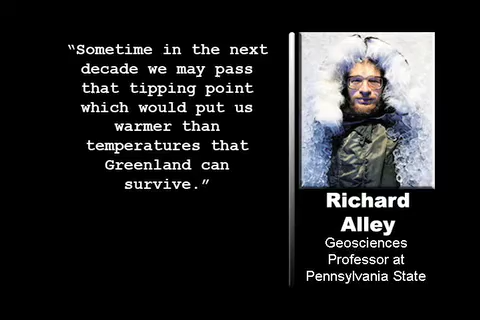 “Sometime in the next
decade we may pass
that tipping point
which would put us
warmer than
temperatures that
Greenland can
survive.”
Richard
Alley
Geosciences
Professor at
Pennsylvania State